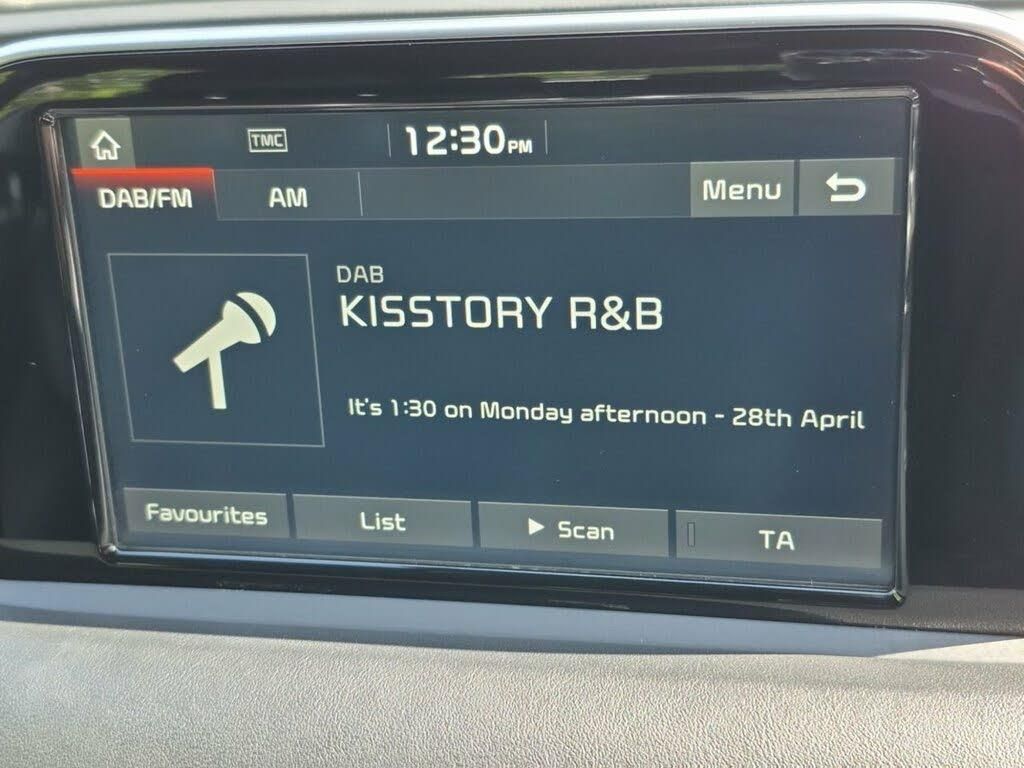 TMC 12:30PM
DAB/FM AM Menu
DAB
KISSTORY R&B
It's 1:30 on Monday afternoon - 28th April
Favourites List Scan TA